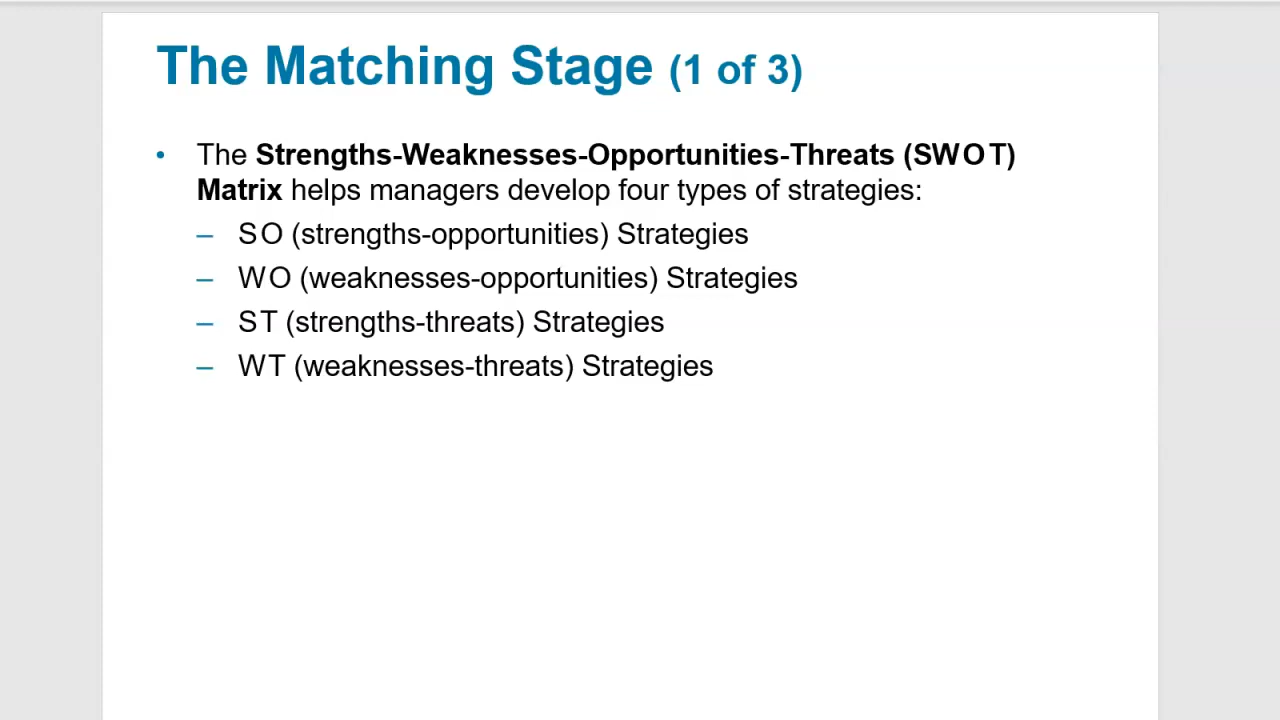 The Matching Stage (1 of 3)
• The Strengths-Weaknesses-Opportunities-Threats (SWOT)
Matrix helps managers develop four types of strategies:
– SO (strengths-opportunities) Strategies
– WO (weaknesses-opportunities) Strategies
– ST (strengths-threats) Strategies
– WT (weaknesses-threats) Strategies